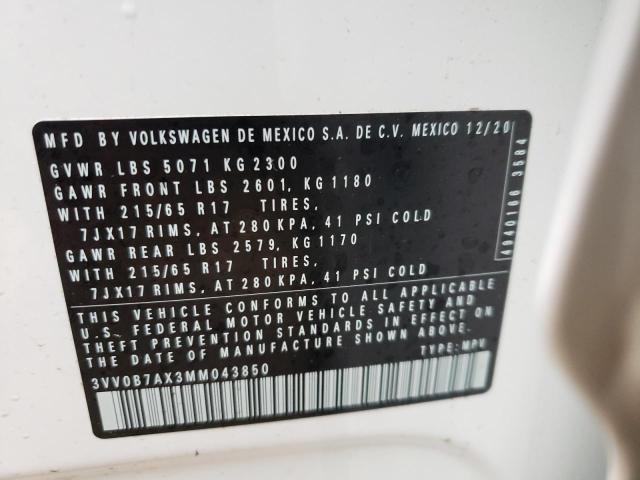 MFD BY VOLKSWAGEN DE MEXICO S.A. DE C.V. MEXICO 12/20
GVWR LBS 5071 KG 2300
GAWR FRONT LBS 2601, KG 1180
WITH 215/65 R17 TIRES,
7JX17 RIMS, AT 280 KPA, 41 PSI COLD
GAWR REAR LBS 2579, KG 1170
WITH 215/65 R17 TIRES,
7JX17 RIMS, AT 280 KPA, 41 PSI COLD
THIS VEHICLE CONFORMS TO ALL APPLICABLE
U.S. FEDERAL MOTOR VEHICLE SAFETY AND
THEFT PREVENTION STANDARDS IN EFFECT ON
THE DATE OF MANUFACTURE SHOWN ABOVE.
3VV0B7AX3MM043850 TYPE: MPV
4940166 3584